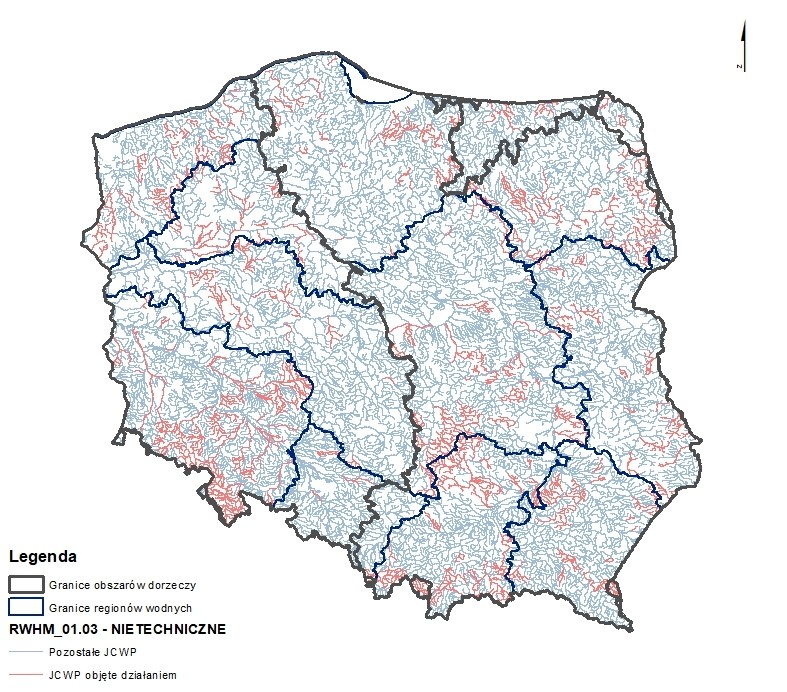 z
Legenda
Granice obszarów dorzeczy
Granice regionów wodnych
RWHM_01.03 - NIETECHNICZNE
Pozostałe JCWP
JCWP objęte działaniem